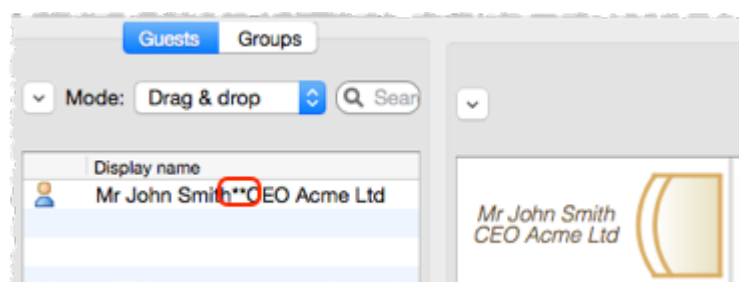 Guests Groups
Mode: Drag & drop Sear
Display name
Mr John Smith**CEO Acme Ltd
Mr John Smith
CEO Acme Ltd